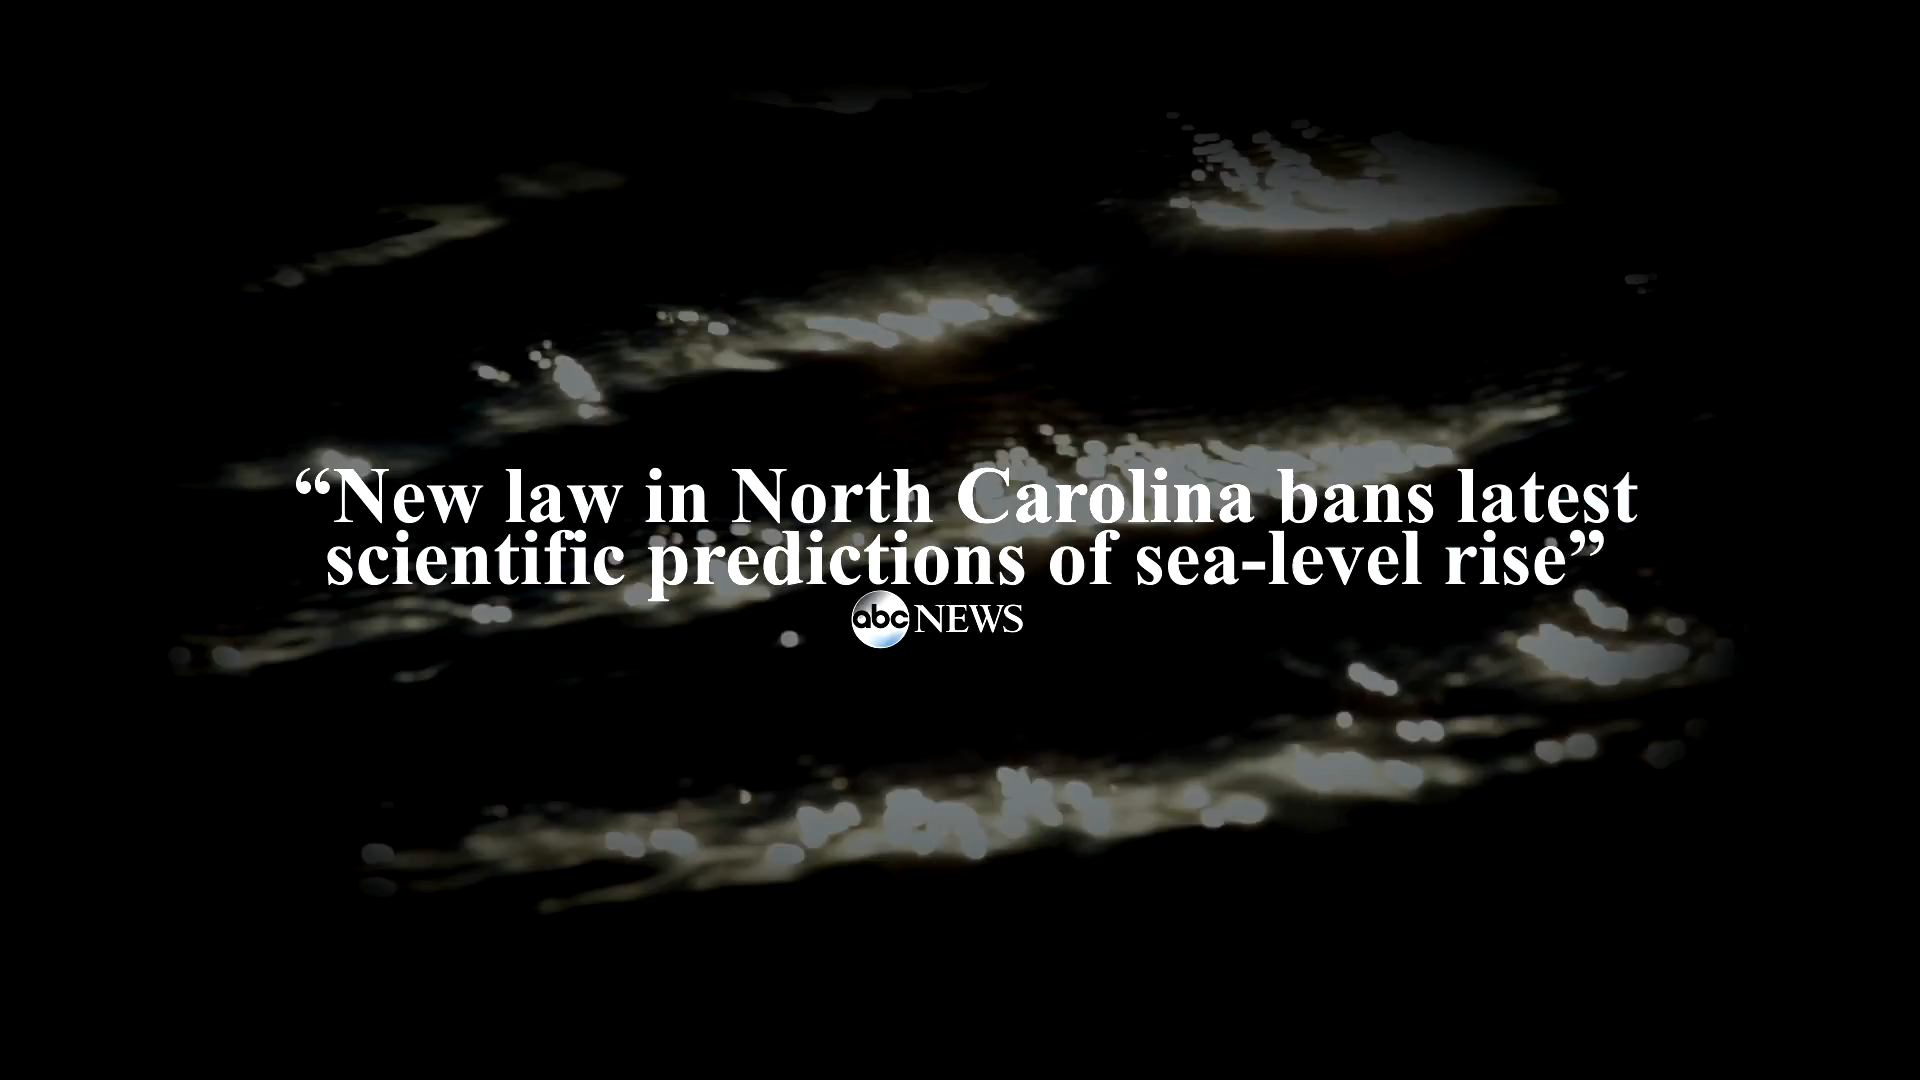 “New law in North Carolina bans latest
scientific predictions of sea-level rise”
abc NEWS